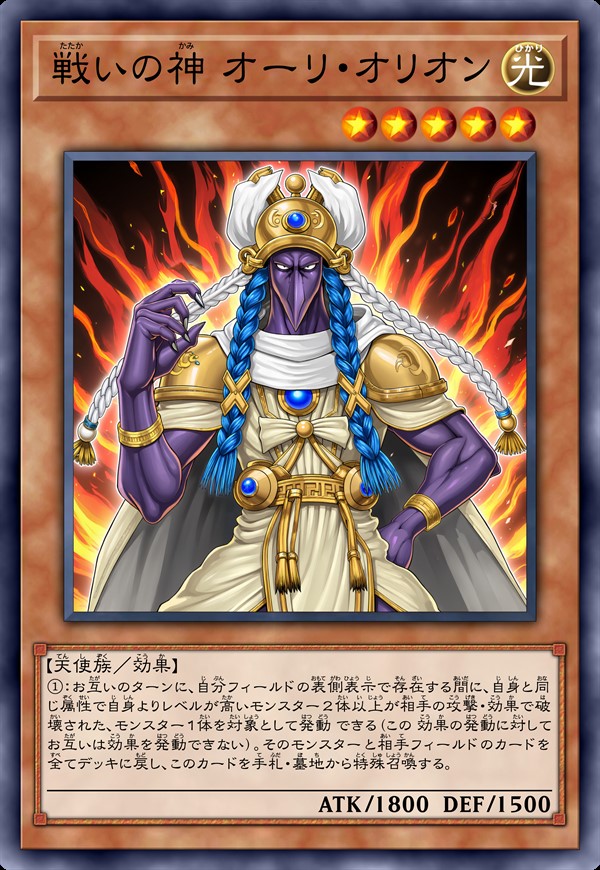 戦いの神 オーリ・オリオン
光
【天使族／効果】
①：お互いのターンに、自分フィールドの表側表示で存在する間に、自身と同
じ属性で自身よりレベルが高いモンスター２体以上が相手の攻撃・効果で破
壊された、モンスター１体を対象として発動 できる（この 効果の発動に対して
お互いは効果を発動できない）。そのモンスターと相手フィールドのカードを
全てデッキに戻し、このカードを手札・墓地から特殊召喚する。
ATK/1800 DEF/1500